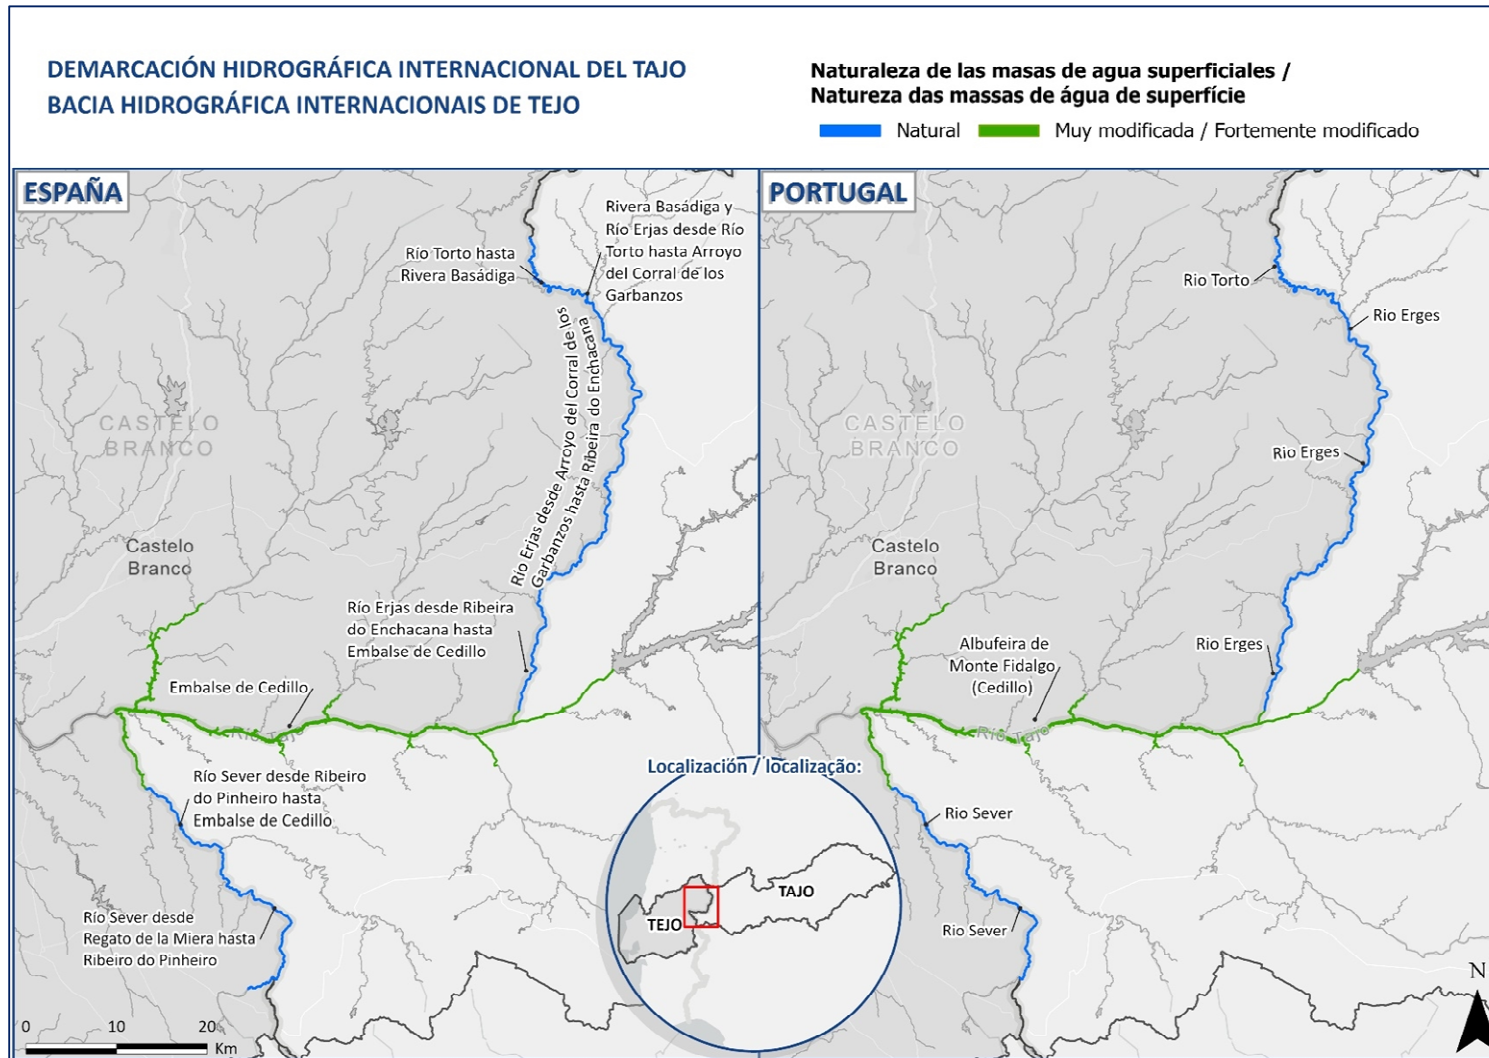 DEMARCACIÓN HIDROGRÁFICA INTERNACIONAL DEL TAJO
BACIA HIDROGRÁFICA INTERNACIONAIS DE TEJO
Naturaleza de las masas de agua superficiales /
Natureza das massas de água de superfície
Natural
Muy modificada / Fortemente modificado
ESPAÑA
Rivera Basádiga y
Río Erjas desde Río
Torto hasta Arroyo
del Corral de los
Garbanzos
Río Torto hasta
Rivera Basádiga
Rio Erjas desde Arroyo del Corral de los
Garbanzos hasta Ribeira do Enchacana
CASTELO
BRANCO
Castelo
Branco
Río Erjas desde Ribeira
do Enchacana hasta
Embalse de Cedillo
Embalse de Cedillo
Río Tajo
Río Sever desde Ribeiro
do Pinheiro hasta
Embalse de Cedillo
Río Sever desde
Regato de la Miera hasta
Ribeiro do Pinheiro
0 10 20
Km
PORTUGAL
Rio Torto
Rio Erges
CASTELO
BRANCO
Rio Erges
Castelo
Branco
Rio Erges
Albufeira de
Monte Fidalgo
(Cedillo)
Río Tajo
Rio Sever
Rio Sever
Localización / localização:
TAJO
TEJO
N